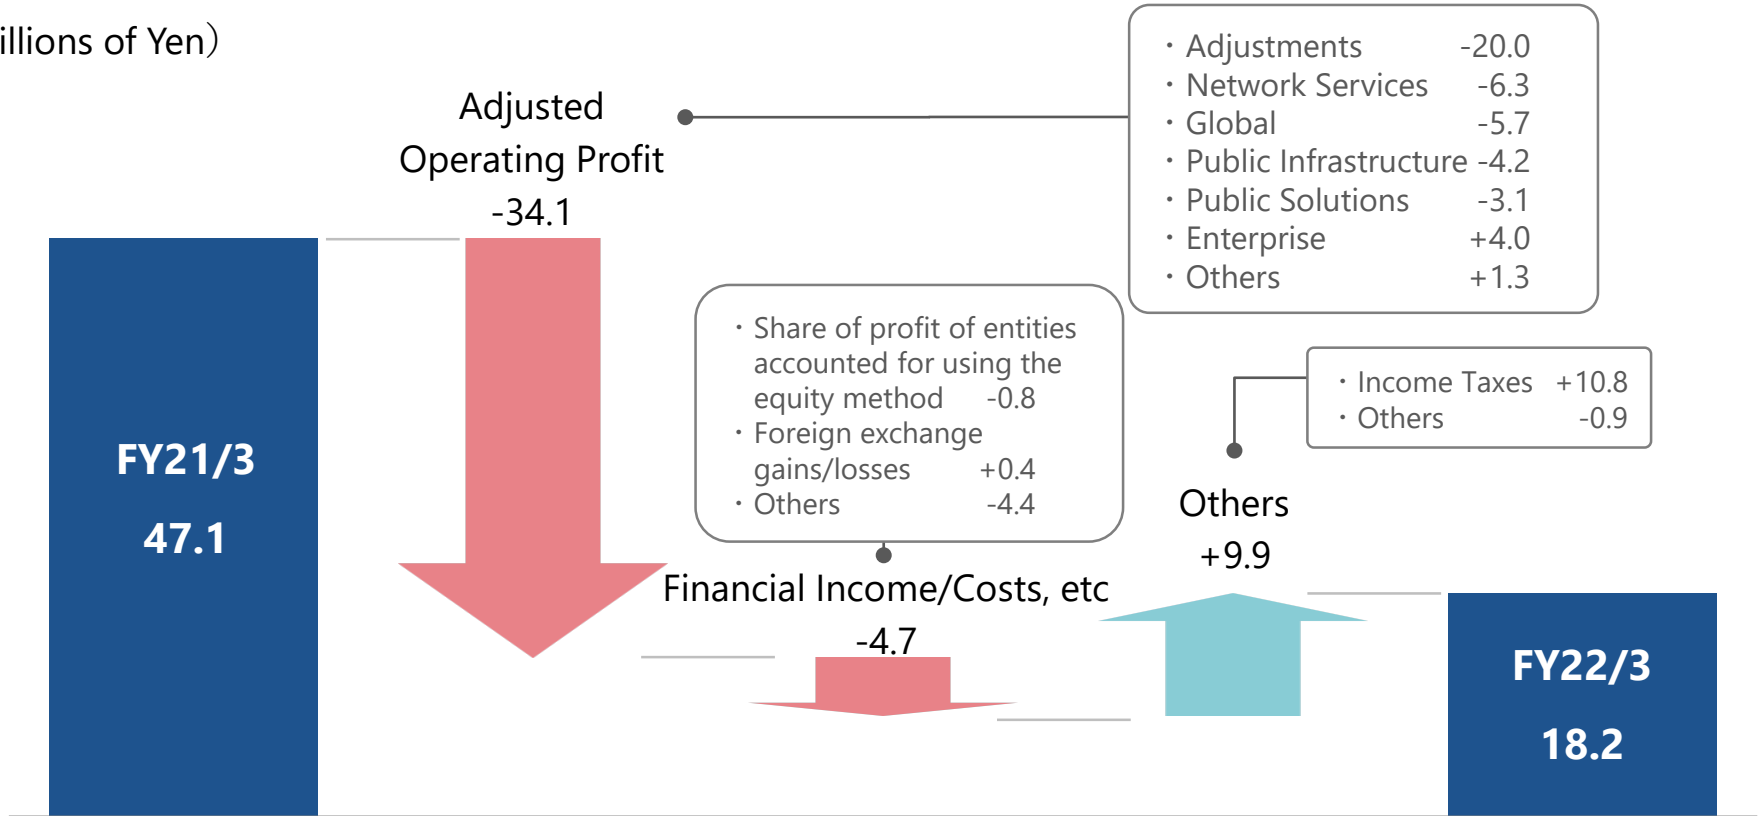 illions of Yen）
Adjusted
Operating Profit
-34.1
・Adjustments -20.0
・Network Services -6.3
・Global -5.7
・Public Infrastructure -4.2
・Public Solutions -3.1
・Enterprise +4.0
・Others +1.3
・Share of profit of entities
accounted for using the
equity method -0.8
・Foreign exchange
gains/losses +0.4
・Others -4.4
・Income Taxes +10.8
・Others -0.9
FY21/3
47.1
Financial Income/Costs, etc
-4.7
Others
+9.9
FY22/3
18.2